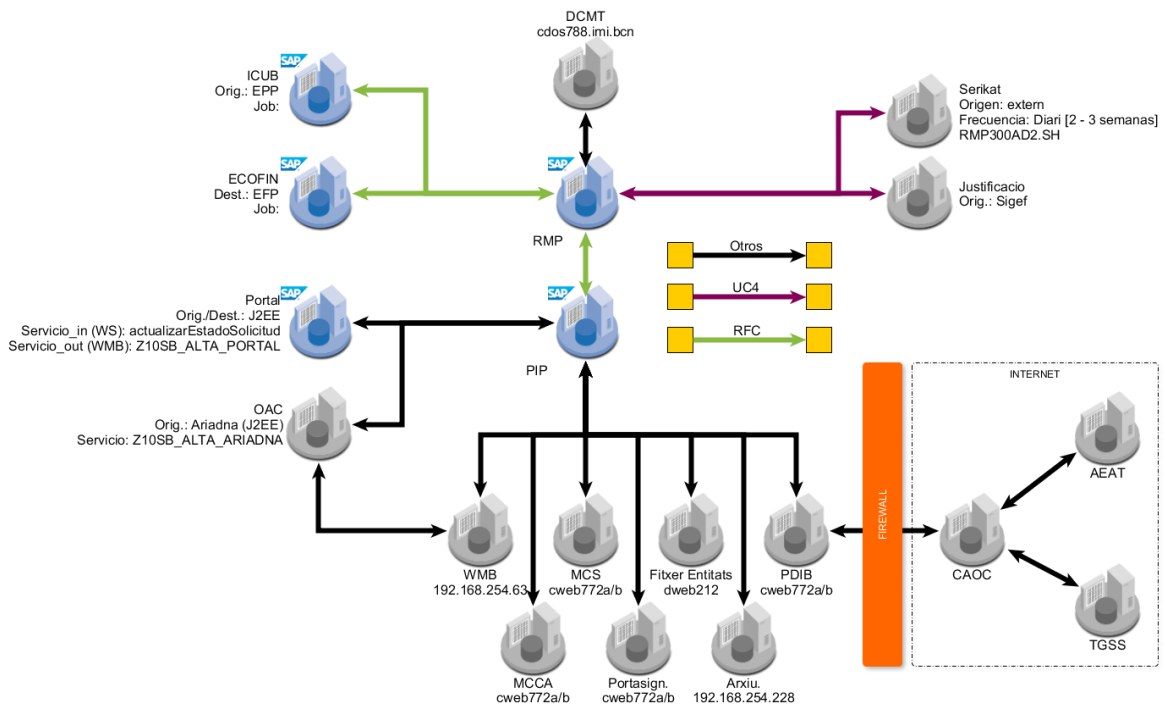 DCMT
cdos788.imi.bcn
SAP
ICUB
Orig.: EPP
Job:
Serikat
Origen: extern
Frecuencia: Diari [2 - 3 semanas]
RMP300AD2.SH
SAP
ECOFIN
Dest.: EFP
Job:
SAP
RMP
Justificacio
Orig.: Sigef
Otros
UC4
RFC
SAP
Portal
Orig./Dest.: J2EE
Servicio_in (WS): actualizarEstadoSolicitud
Servicio_out (WMB): Z10SB_ALTA_PORTAL
SAP
PIP
OAC
Orig.: Ariadna (J2EE)
Servicio: Z10SB_ALTA_ARIADNA
INTERNET
FIREWALL
AEAT
CAOC
TGSS
WMB
192.168.254.63
MCS
cweb772a/b
Fitxer Entitats
dweb212
PDIB
cweb772a/b
MCCA
cweb772a/b
Portasign.
cweb772a/b
Arxiu.
192.168.254.228